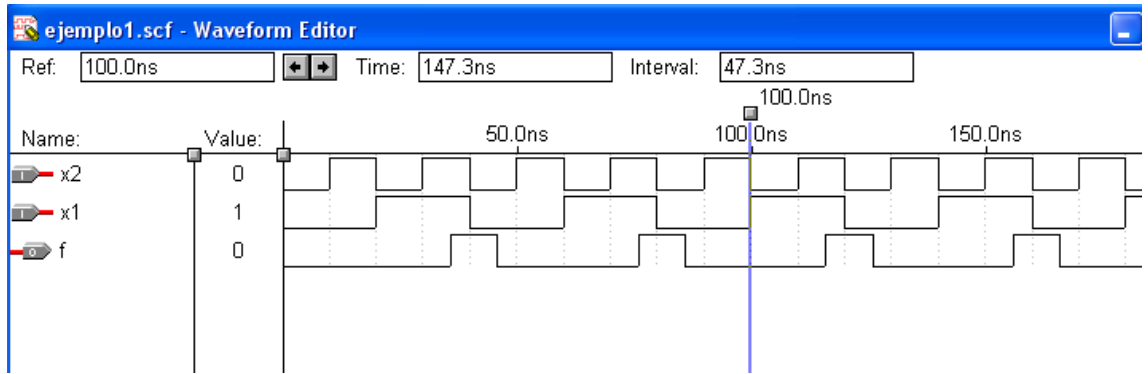 ejemplo1.scf - Waveform Editor
Ref: 100.0ns Time: 147.3ns Interval: 47.3ns
100.0ns
Name: Value: 50.0ns 100.0ns 150.0ns
x2 0
x1 1
f 0